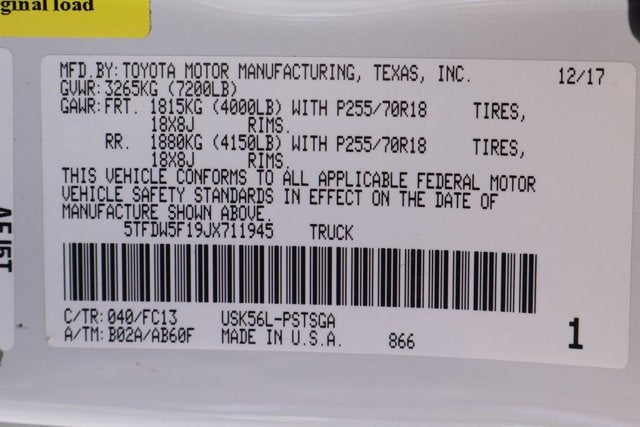 ginal load
MFD.BY: TOYOTA MOTOR MANUFACTURING, TEXAS, INC. 12/17
GVWR: 3265KG (7200LB)
GAWR: FRT. 1815KG (4000LB) WITH P255/70R18 TIRES,
18X8J RIMS.
RR. 1880KG (4150LB) WITH P255/70R18 TIRES,
18X8J RIMS.
THIS VEHICLE CONFORMS TO ALL APPLICABLE FEDERAL MOTOR
VEHICLE SAFETY STANDARDS IN EFFECT ON THE DATE OF
MANUFACTURE SHOWN ABOVE.
5TFDW5F19JX711945 TRUCK
C/TR: 040/FC13 USK56L-PSTSGA
A/TM: B02A/AB60F MADE IN U.S.A. 866 1